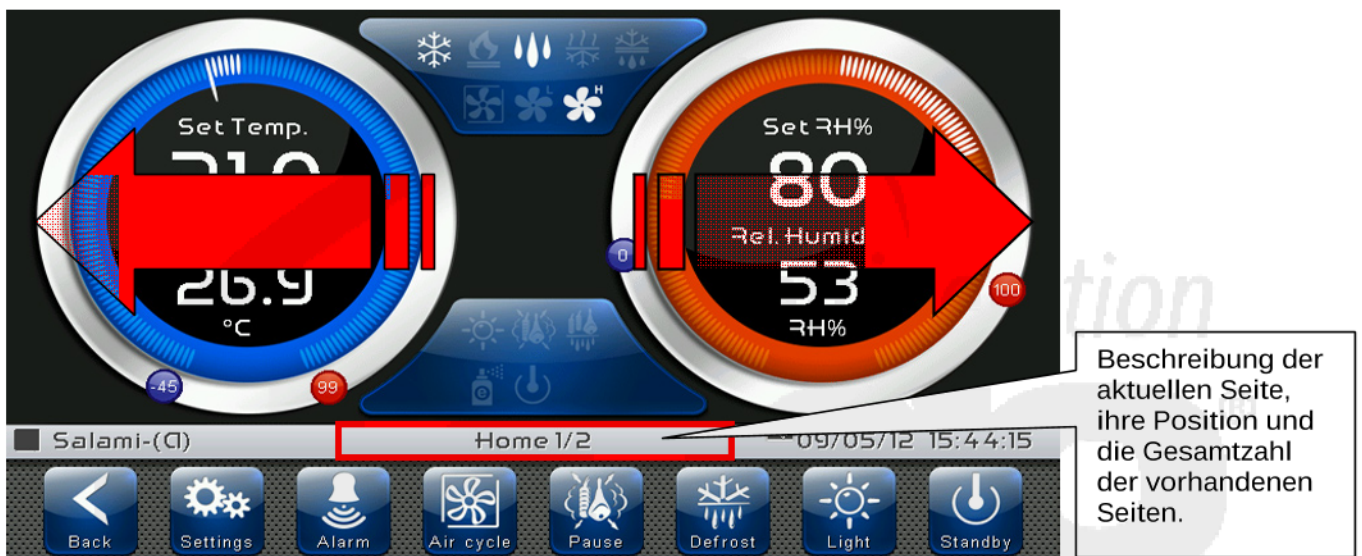 Set Temp.
26.9
°C
-45
99
Set RH%
80
Rel. Humid
53
RH%
0
100
L
H
Salami-(C1)
Home 1/2
09/05/12 15:44:15
Back
Settings
Alarm
Air cycle
Pause
Defrost
Light
Standby
Beschreibung der
aktuellen Seite,
ihre Position und
die Gesamtzahl
der vorhandenen
Seiten.